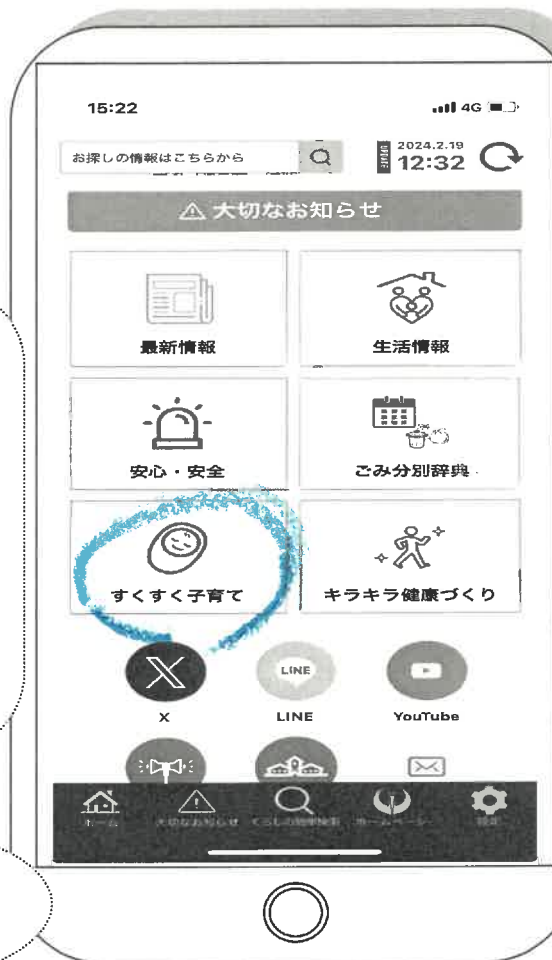 15:22
4G
お探しの情報はこちらから
UPDATE
2024.2.19
12:32
大切なお知らせ
最新情報
生活情報
安心・安全
ごみ分別辞典
すくすく子育て
キラキラ健康づくり
LINE
X
LINE
YouTube
ホーム
大切なお知らせ
くらしの簡単検索
ホームページ
設定